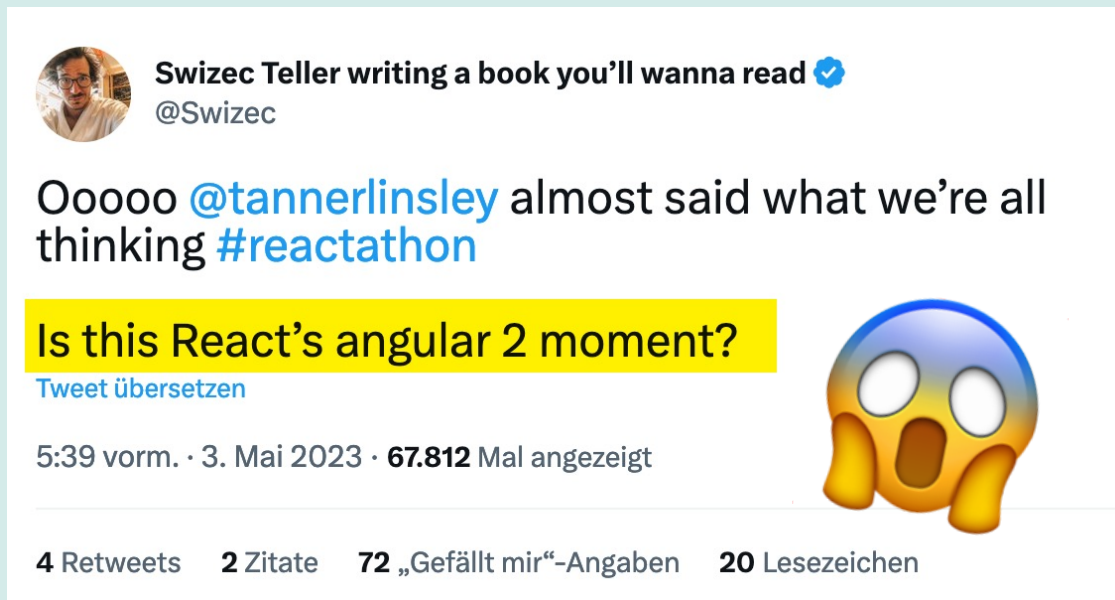 Swizec Teller writing a book you’ll wanna read
@Swizec
Ooooo @tannerlinsley almost said what we’re all
thinking #reactathon
Is this React’s angular 2 moment?
Tweet übersetzen
5:39 vorm. · 3. Mai 2023 · 67.812 Mal angezeigt
4 Retweets 2 Zitate 72 „Gefällt mir“-Angaben 20 Lesezeichen